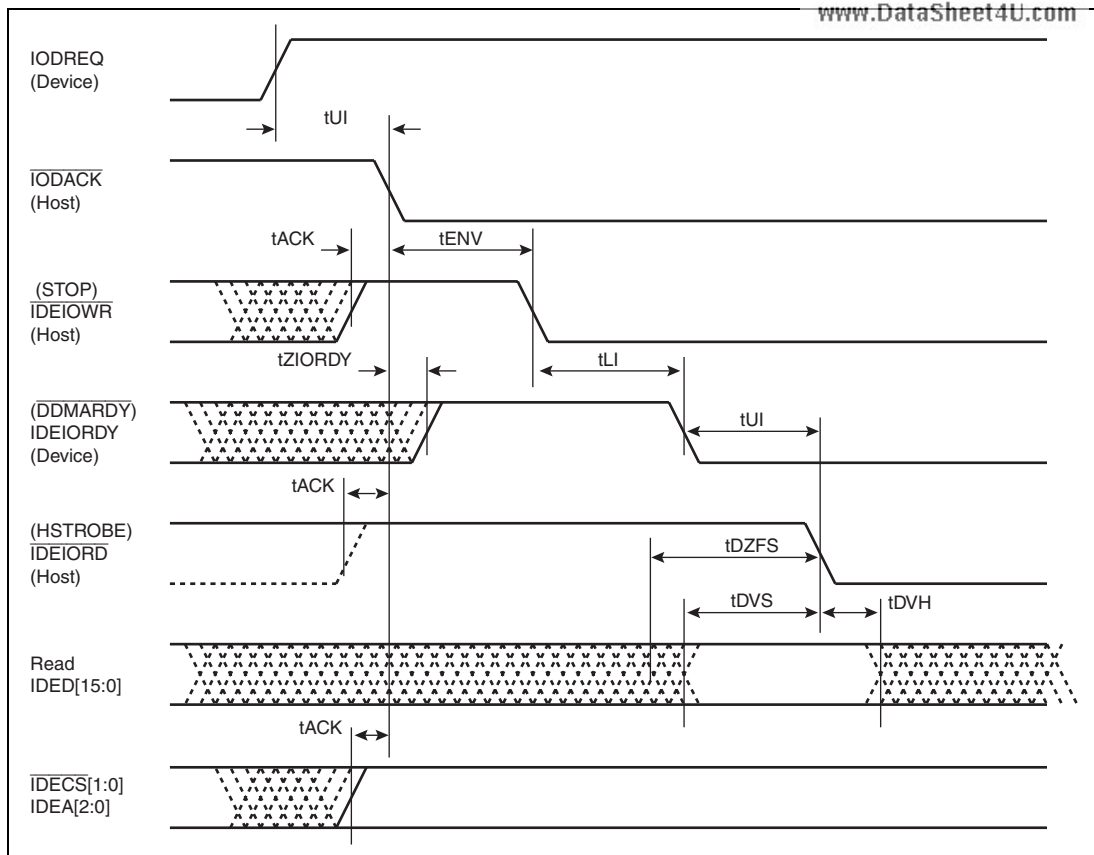 www.DataSheet4U.com
IODREQ
(Device)
tUI
IODACK
(Host)
tACK
tENV
(STOP)
IDEIOWR
(Host)
tZIORDY
tLI
(DDMARDY)
IDEIORDY
(Device)
tUI
tACK
(HSTROBE)
IDEIORD
(Host)
tDZFS
tDVS
tDVH
Read
IDED[15:0]
tACK
IDECS[1:0]
IDEA[2:0]